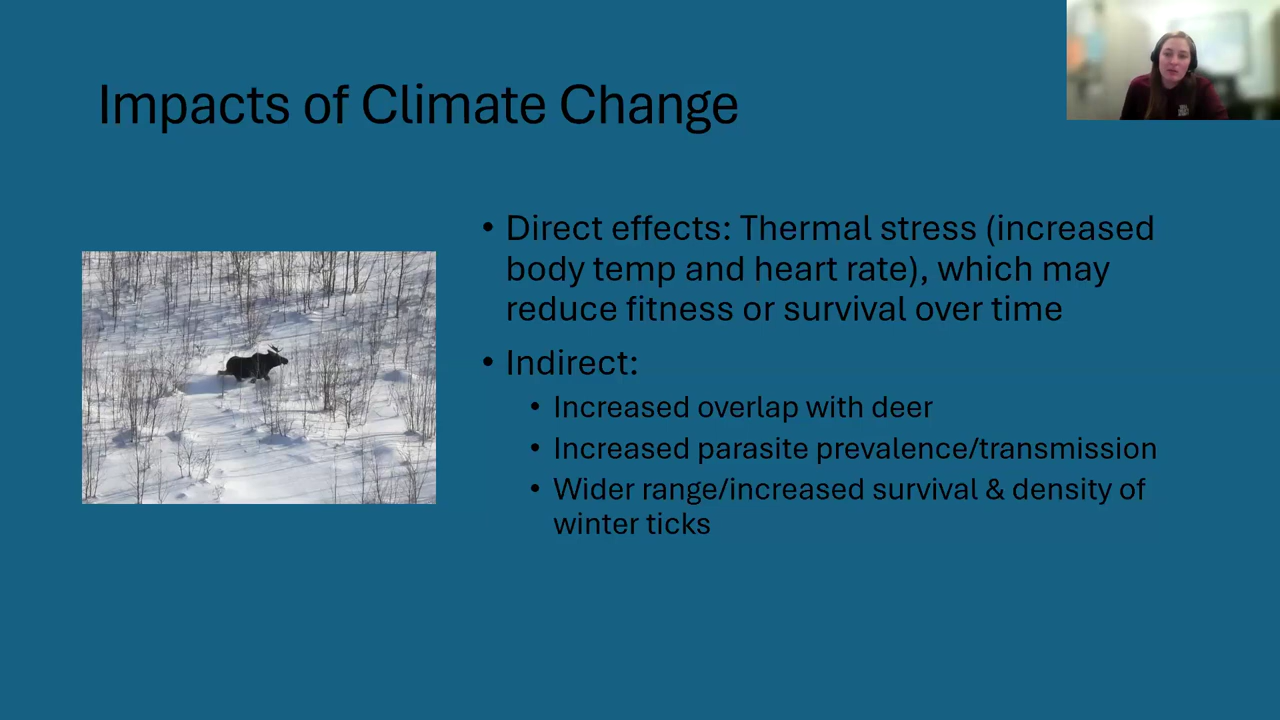 Impacts of Climate Change
• Direct effects: Thermal stress (increased
body temp and heart rate), which may
reduce fitness or survival over time
• Indirect:
• Increased overlap with deer
• Increased parasite prevalence/transmission
• Wider range/increased survival & density of
winter ticks